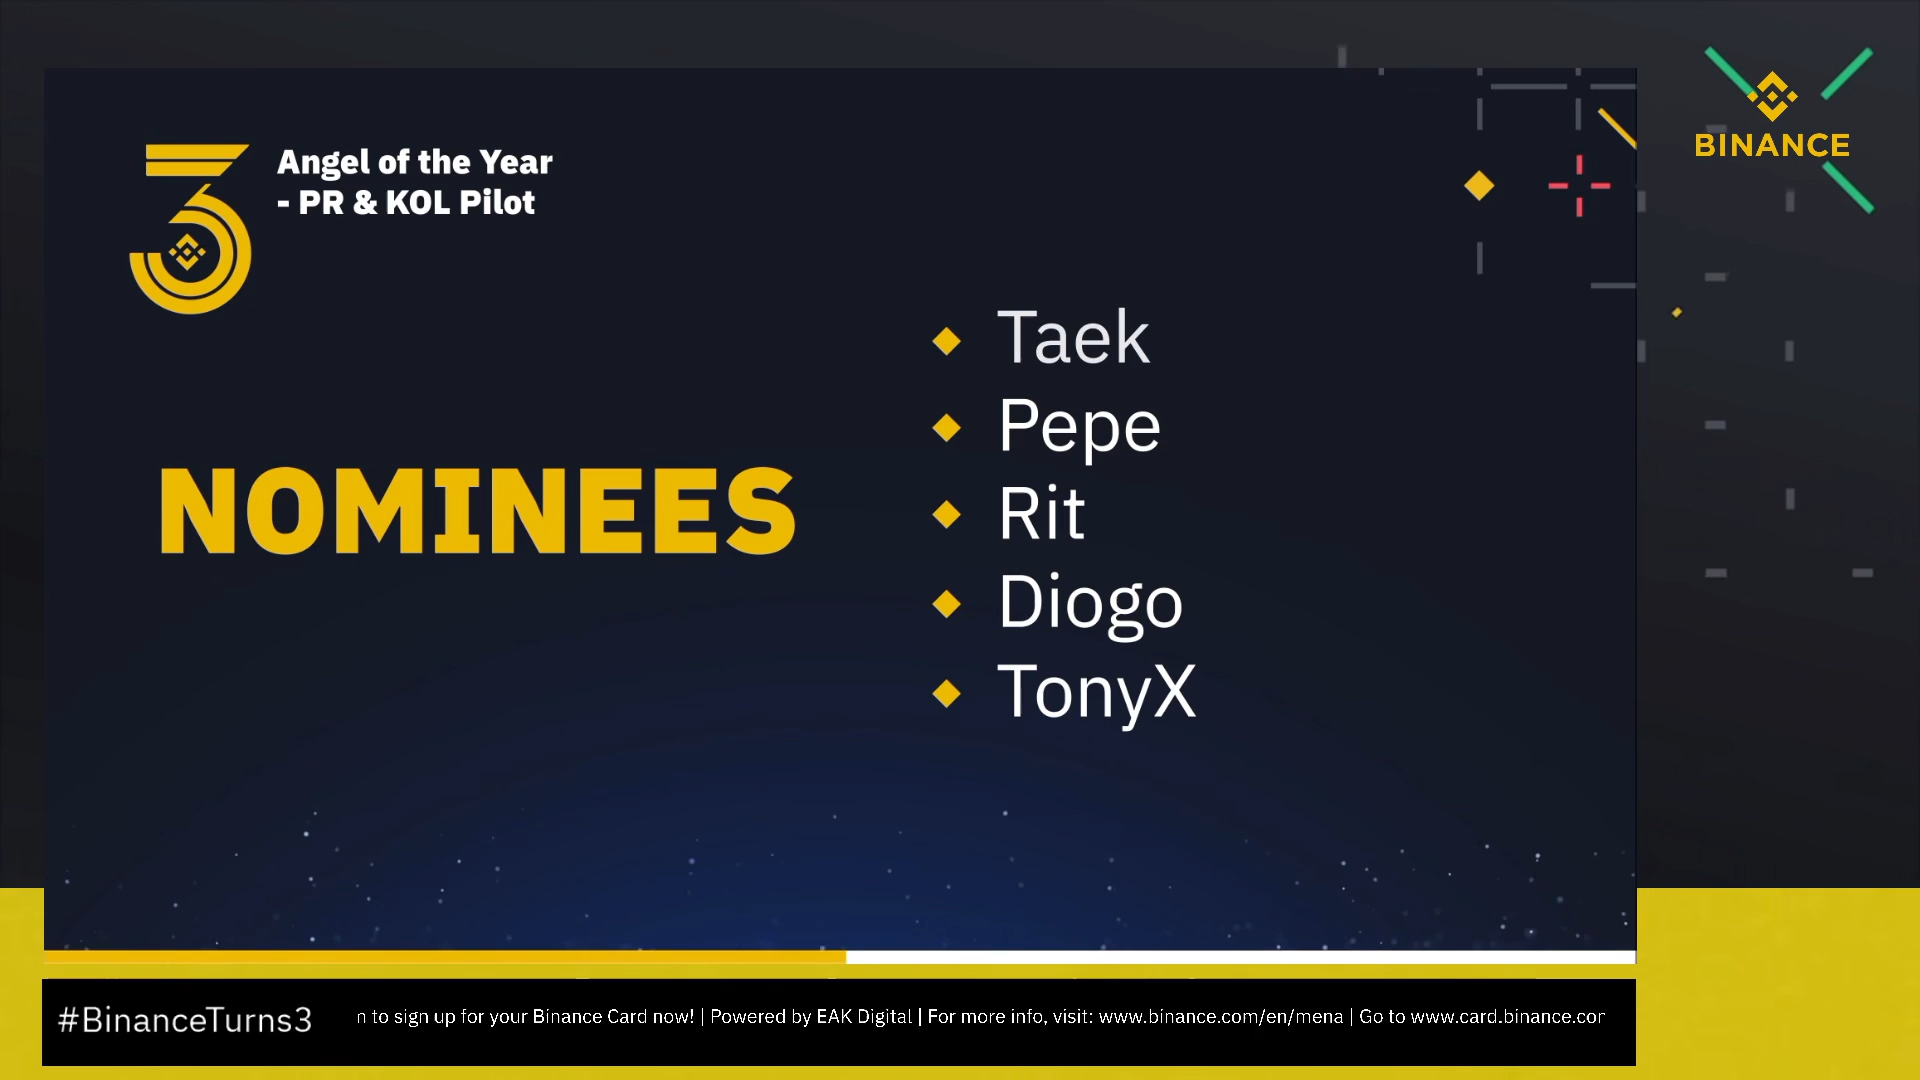 Angel of the Year
- PR & KOL Pilot
BINANCE
NOMINEES
Taek
Pepe
Rit
Diogo
TonyX
#BinanceTurns3
n to sign up for your Binance Card now! | Powered by EAK Digital | For more info, visit: www.binance.com/en/mena | Go to www.card.binance.cor